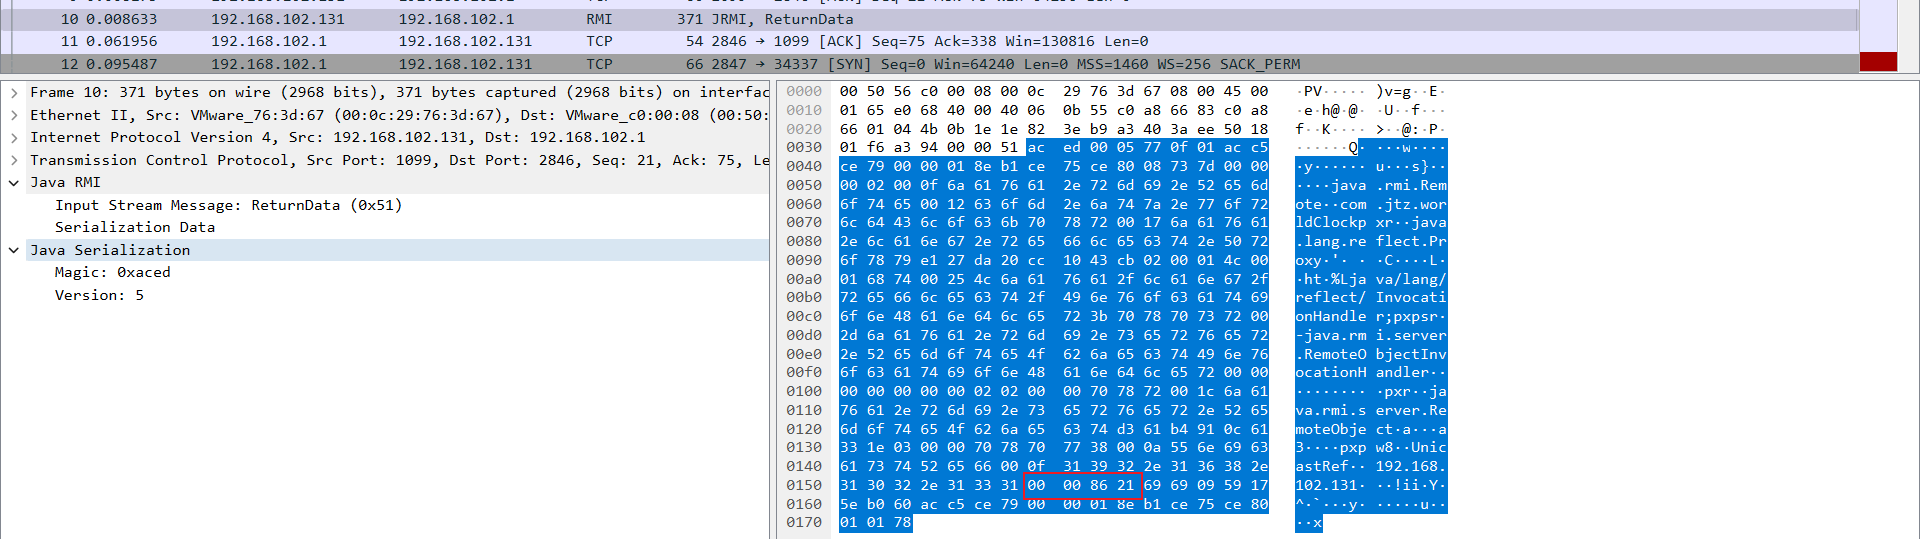 10 0.008633 192.168.102.131 192.168.102.1 RMI 371 JRMI, ReturnData
11 0.061956 192.168.102.1 192.168.102.131 TCP 54 2846 → 1099 [ACK] Seq=75 Ack=338 Win=130816 Len=0
12 0.095487 192.168.102.1 192.168.102.131 TCP 66 2847 → 34337 [SYN] Seq=0 Win=64240 Len=0 MSS=1460 WS=256 SACK_PERM
Frame 10: 371 bytes on wire (2968 bits), 371 bytes captured (2968 bits) on interfac
Ethernet II, Src: VMware_76:3d:67 (00:0c:29:76:3d:67), Dst: VMware_c0:00:08 (00:50:
Internet Protocol Version 4, Src: 192.168.102.131, Dst: 192.168.102.1
Transmission Control Protocol, Src Port: 1099, Dst Port: 2846, Seq: 21, Ack: 75, Le
Java RMI
Input Stream Message: ReturnData (0x51)
Serialization Data
Java Serialization
Magic: 0xaced
Version: 5
0000 00 50 56 c0 00 08 00 0c 29 76 3d 67 08 00 45 00 ·PV·····)v=g··E·
0010 01 65 e0 68 40 00 40 06 0b 55 c0 a8 66 83 c0 a8 ·e·h@·@··U··f···
0020 66 01 04 4b 0b 1e 1e 82 3e b9 a3 40 3a ee 50 18 f··K····>··@:·P·
0030 01 f6 a3 94 00 00 51 ac ed 00 05 77 0f 01 ac c5 ······Q····w····
0040 ce 79 00 00 01 8e b1 ce 75 ce 80 08 73 7d 00 00 ·y······u···s}··
0050 00 02 00 0f 6a 61 76 61 2e 72 6d 69 2e 52 65 6d ····java.rmi.Rem
0060 6f 74 65 00 12 63 6f 6d 2e 6a 74 7a 2e 77 6f 72 ote··com.jtz.wor
0070 6c 64 43 6c 6f 63 6b 70 78 72 00 17 6a 61 76 61 ldClockpxr··java
0080 2e 6c 61 6e 67 2e 72 65 66 6c 65 63 74 2e 50 72 .lang.reflect.Pr
0090 6f 78 79 e1 27 da 20 cc 10 43 cb 02 00 01 4c 00 oxy·'· ··C····L·
00a0 01 68 74 00 25 4c 6a 61 76 61 2f 6c 61 6e 67 2f ·ht·%Ljava/lang/
00b0 72 65 66 6c 65 63 74 2f 49 6e 76 6f 63 61 74 69 reflect/Invocati
00c0 6f 6e 48 61 6e 64 6c 65 72 3b 70 78 70 73 72 00 onHandler;pxpsr·
00d0 2d 6a 61 76 61 2e 72 6d 69 2e 73 65 72 76 65 72 -java.rmi.server
00e0 2e 52 65 6d 6f 74 65 4f 62 6a 65 63 74 49 6e 76 .RemoteObjectInv
00f0 6f 63 61 74 69 6f 6e 48 61 6e 64 6c 65 72 00 00 ocationHandler··
0100 00 00 00 00 00 02 02 00 00 70 78 72 00 1c 6a 61 ·········pxr··ja
0110 76 61 2e 72 6d 69 2e 73 65 72 76 65 72 2e 52 65 va.rmi.server.Re
0120 6d 6f 74 65 4f 62 6a 65 63 74 d3 61 b4 91 0c 61 moteObject·a···a
0130 33 1e 03 00 00 70 78 70 77 38 00 0a 55 6e 69 63 3····pxpw8··Unic
0140 61 73 74 52 65 66 00 0f 31 39 32 2e 31 36 38 2e astRef··192.168.
0150 31 30 32 2e 31 33 31 00 00 86 21 69 69 09 59 17 102.131···!ii·Y·
0160 5e b0 60 ac c5 ce 79 00 00 01 8e b1 ce 75 ce 80 ^·`···y······u··
0170 01 01 78 ··x